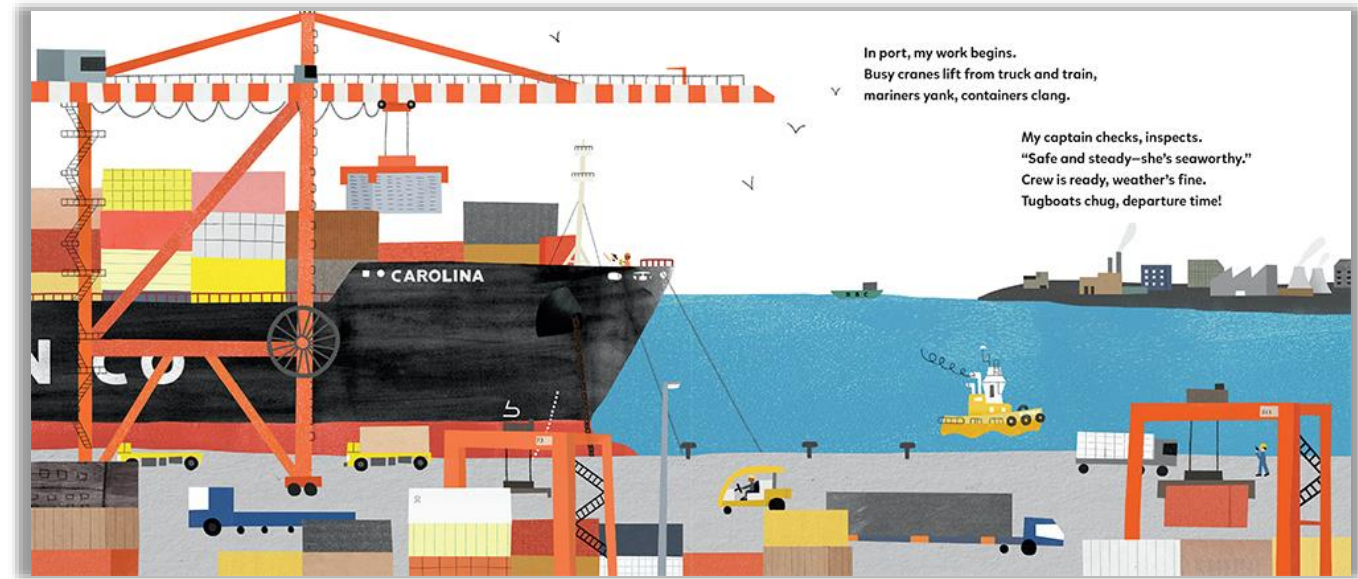 In port, my work begins.
Busy cranes lift from truck and train,
mariners yank, containers clang.
My captain checks, inspects.
“Safe and steady—she’s seaworthy.”
Crew is ready, weather’s fine.
Tugboats chug, departure time!
CAROLINA
N CO